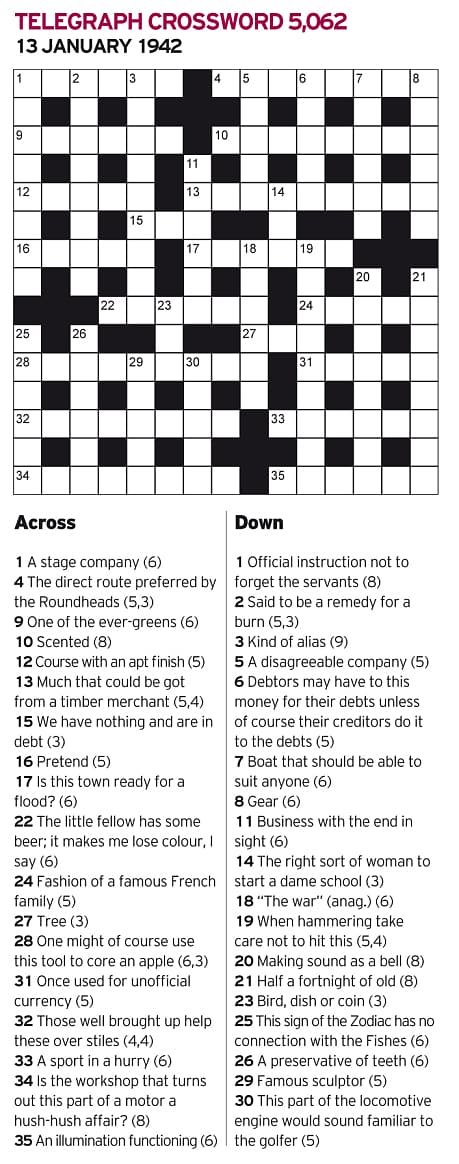 TELEGRAPH CROSSWORD 5,062
13 JANUARY 1942
1 2 3 4 5 6 7 8
9 10
11
12 13 14
15
16 17 18 19
20 21
22 23 24
25 26 27
28 29 30 31
32 33
34 35
Across
1 A stage company (6)
4 The direct route preferred by
the Roundheads (5,3)
9 One of the ever-greens (6)
10 Scented (8)
12 Course with an apt finish (5)
13 Much that could be got
from a timber merchant (5,4)
15 We have nothing and are in
debt (3)
16 Pretend (5)
17 Is this town ready for a
flood? (6)
22 The little fellow has some
beer; it makes me lose colour, I
say (6)
24 Fashion of a famous French
family (5)
27 Tree (3)
28 One might of course use
this tool to core an apple (6,3)
31 Once used for unofficial
currency (5)
32 Those well brought up help
these over stiles (4,4)
33 A sport in a hurry (6)
34 Is the workshop that turns
out this part of a motor a
hush-hush affair? (8)
35 An illumination functioning (6)
Down
1 Official instruction not to
forget the servants (8)
2 Said to be a remedy for a
burn (5,3)
3 Kind of alias (9)
5 A disagreeable company (5)
6 Debtors may have to this
money for their debts unless
of course their creditors do it
to the debts (5)
7 Boat that should be able to
suit anyone (6)
8 Gear (6)
11 Business with the end in
sight (6)
14 The right sort of woman to
start a dame school (3)
18 “The war” (anag.) (6)
19 When hammering take
care not to hit this (5,4)
20 Making sound as a bell (8)
21 Half a fortnight of old (8)
23 Bird, dish or coin (3)
25 This sign of the Zodiac has no
connection with the Fishes (6)
26 A preservative of teeth (6)
29 Famous sculptor (5)
30 This part of the locomotive
engine would sound familiar to
the golfer (5)